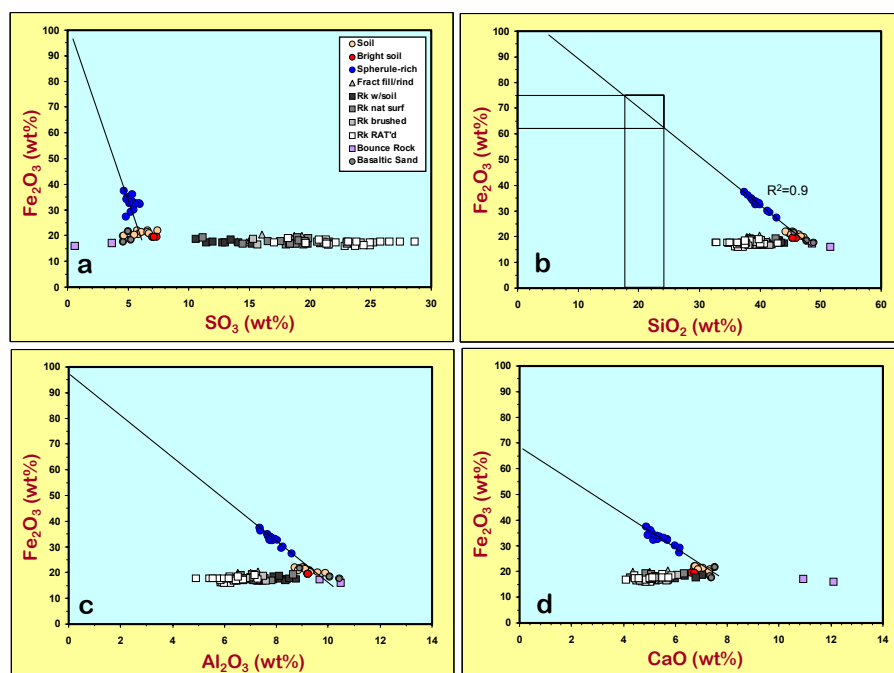 100
90
80
70
60
50
40
30
20
10
0
Fe₂O₃ (wt%)
Soil
Bright soil
Spherule-rich
Fract fill/rind
Rk w/soil
Rk nat surf
Rk brushed
Rk RAT'd
Bounce Rock
Basaltic Sand
a
0 5 10 15 20 25 30
SO₃ (wt%)
100
90
80
70
60
50
40
30
20
10
0
Fe₂O₃ (wt%)
R²=0.9
b
0 10 20 30 40 50 60
SiO₂ (wt%)
100
90
80
70
60
50
40
30
20
10
0
Fe₂O₃ (wt%)
c
0 2 4 6 8 10 12 14
Al₂O₃ (wt%)
100
90
80
70
60
50
40
30
20
10
0
Fe₂O₃ (wt%)
d
0 2 4 6 8 10 12 14
CaO (wt%)